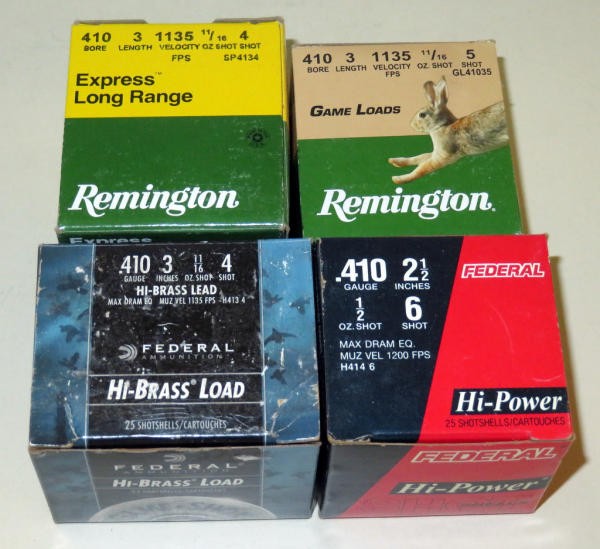 410 3 1135 11/16 4
BORE LENGTH VELOCITY OZ SHOT SHOT
FPS SP4134
Express™
Long Range
Remington®
Express
410 3 1135 11/16 5
BORE LENGTH VELOCITY OZ. SHOT SHOT
FPS GL41035
GAME LOADS
Remington®
.410 3 11/16 4
GAUGE INCHES OZ. SHOT SHOT
HI-BRASS LEAD
MAX DRAM EQ MUZ VEL 1135 FPS H413 4
FEDERAL
AMMUNITION
HI-BRASS® LOAD
25 SHOTSHELLS/CARTOUCHES
FEDERAL
HI-BRASS® LOAD
25 SHOTSHELLS/CARTOUCHES
.410 2 1/2
GAUGE INCHES
FEDERAL
1/2 6
OZ. SHOT SHOT
MAX DRAM EQ.
MUZ VEL 1200 FPS
H414 6
Hi-Power®
25 SHOTSHELLS/CARTOUCHES
FEDERAL
Hi-Power®